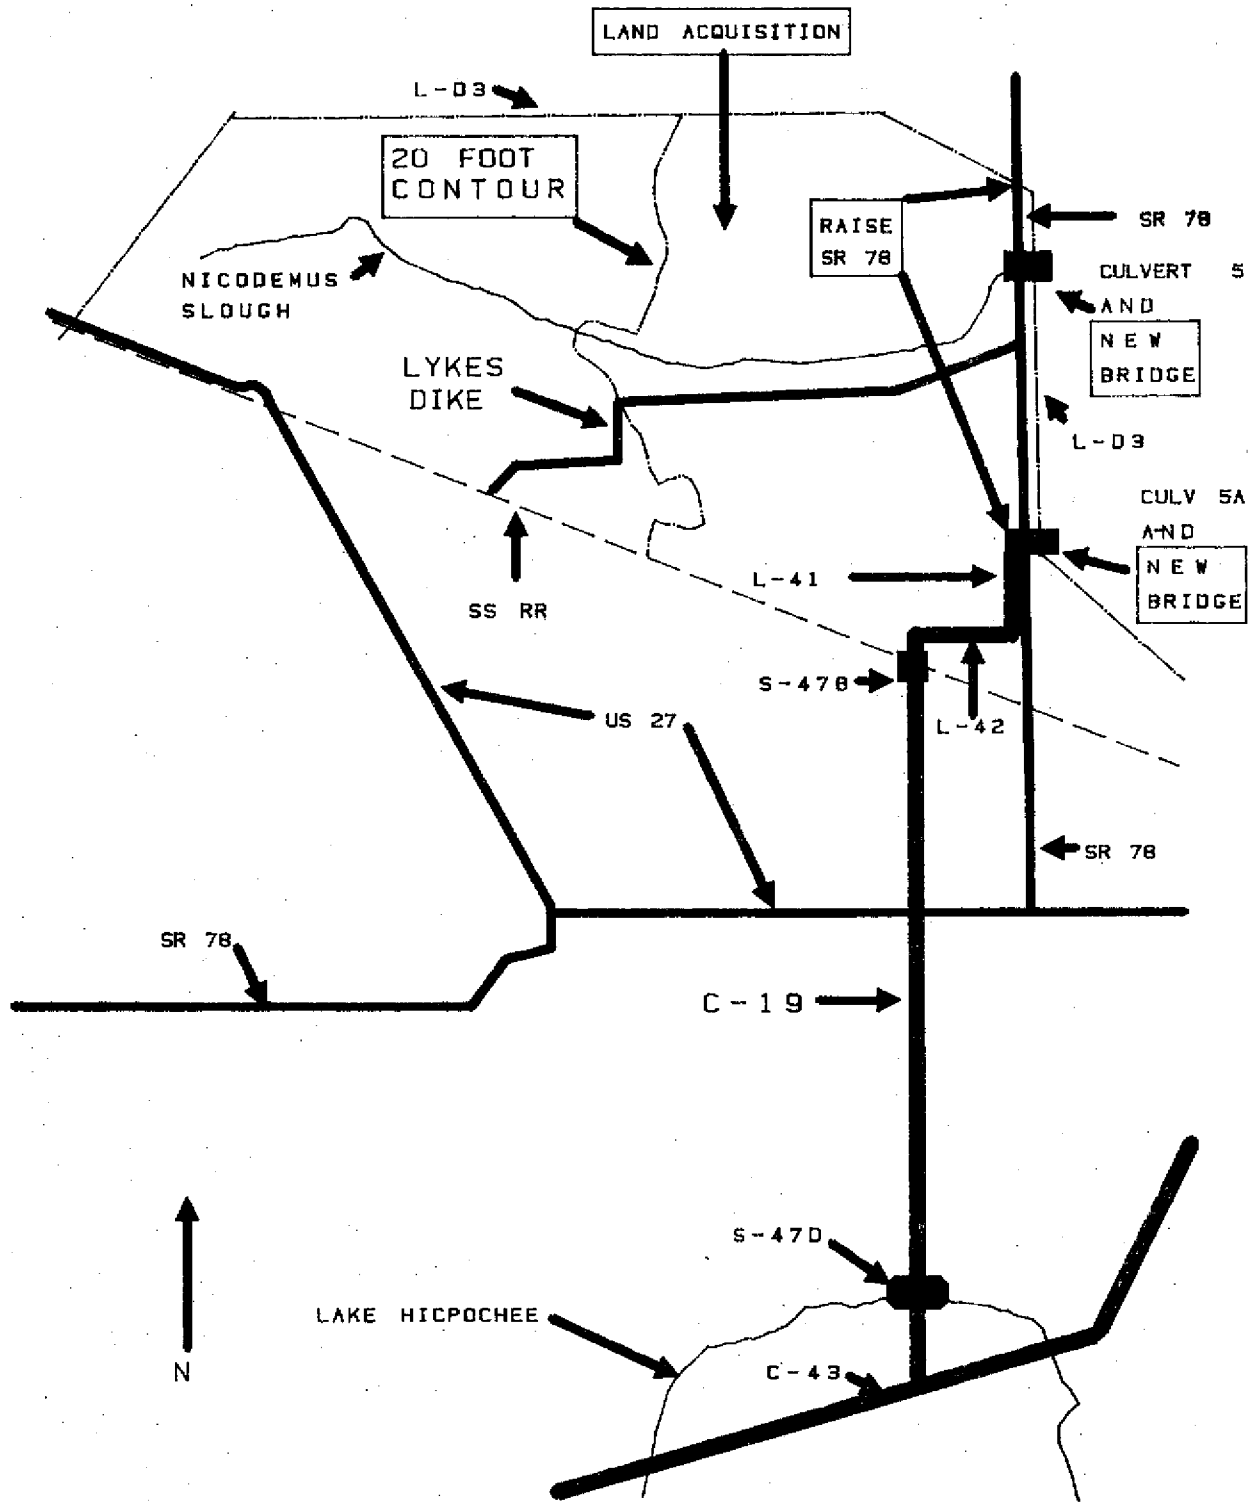 LAND ACQUISITION
L-D3
20 FOOT
CONTOUR
RAISE
SR 78
SR 78
NICODEMUS
SLOUGH
CULVERT 5
AND
NEW
BRIDGE
LYKES
DIKE
L-D3
CULV 5A
AND
NEW
BRIDGE
L-41
SS RR
S-47B
US 27
L-42
SR 78
SR 78
C-19
S-47D
LAKE HICPOCHEE
C-43
N